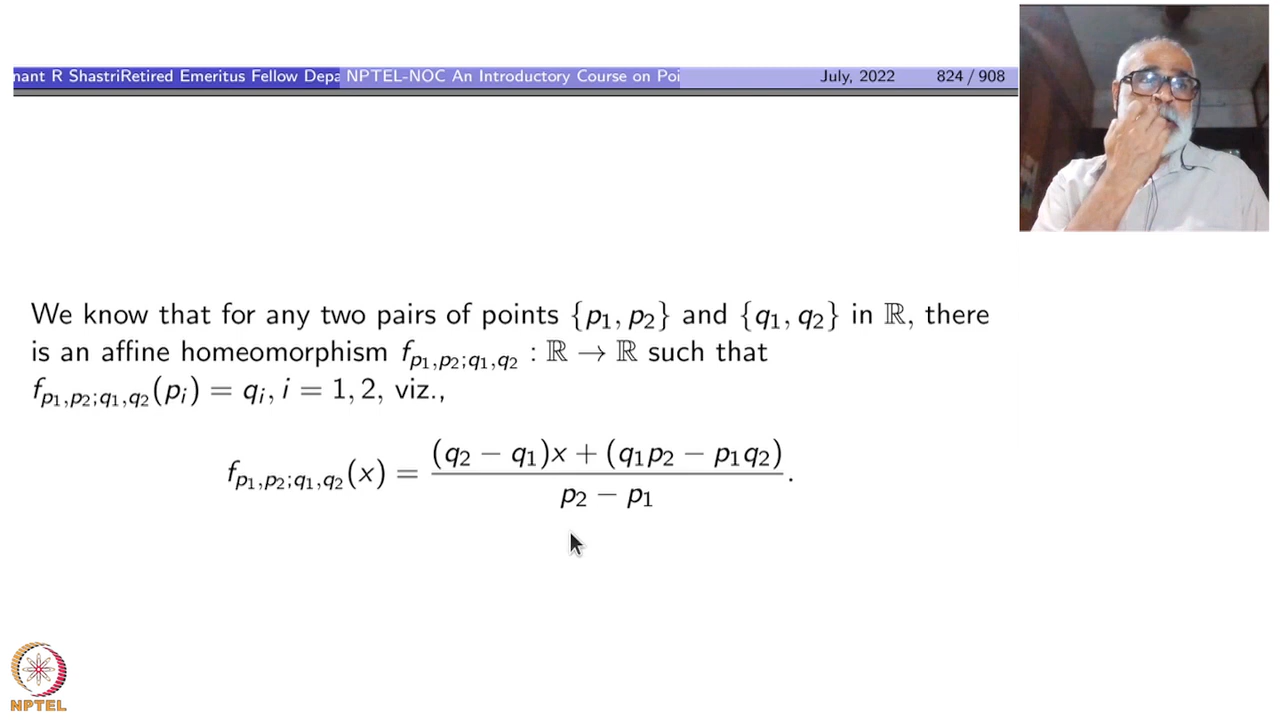 nant R ShastriRetired Emeritus Fellow Depa NPTEL-NOC An Introductory Course on Poi July, 2022 824 / 908
We know that for any two pairs of points {p₁, p₂} and {q₁, q₂} in ℝ, there
is an affine homeomorphism f_{p₁,p₂;q₁,q₂} : ℝ → ℝ such that
f_{p₁,p₂;q₁,q₂}(pᵢ) = qᵢ, i = 1, 2, viz.,
f_{p₁,p₂;q₁,q₂}(x) = \frac{(q₂ − q₁)x + (q₁p₂ − p₁q₂)}{p₂ − p₁}.
NPTEL